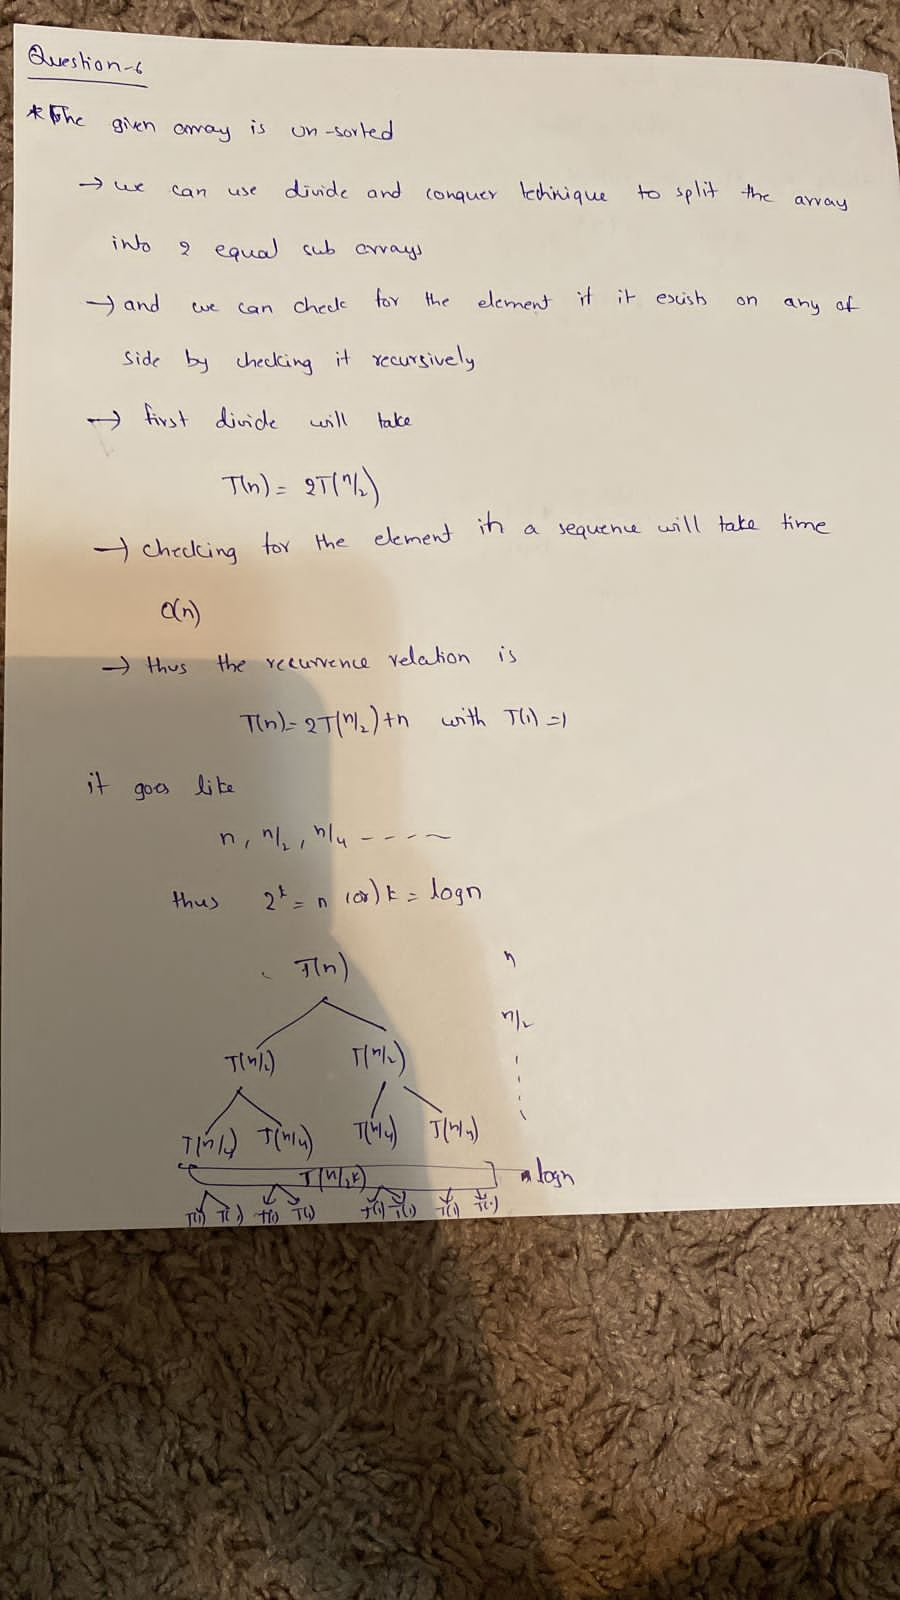 Question-6
* The given array is un-sorted
→ we can use divide and conquer tehinique to split the array
into 2 equal sub arrays
→ and we can check for the element if it esists on any of
side by checking it recursively
→ first divide will take
T(n) = 2T(n/2)
→ checking for the element in a sequence will take time
O(n)
→ thus the recurrence relation is
T(n) = 2T(n/2)+n with T(1) =1
it goes like
n, n/2, n/4 - - - -
thus 2^k = n (or) k = logn
T(n) n
n/2
T(n/2) T(n/2)
T(n/4) T(n/4) T(n/4) T(n/4)
T(n/2^k) logn
T(1) T(1) T(1) T(1) T(1) T(1) T(1) T(1)